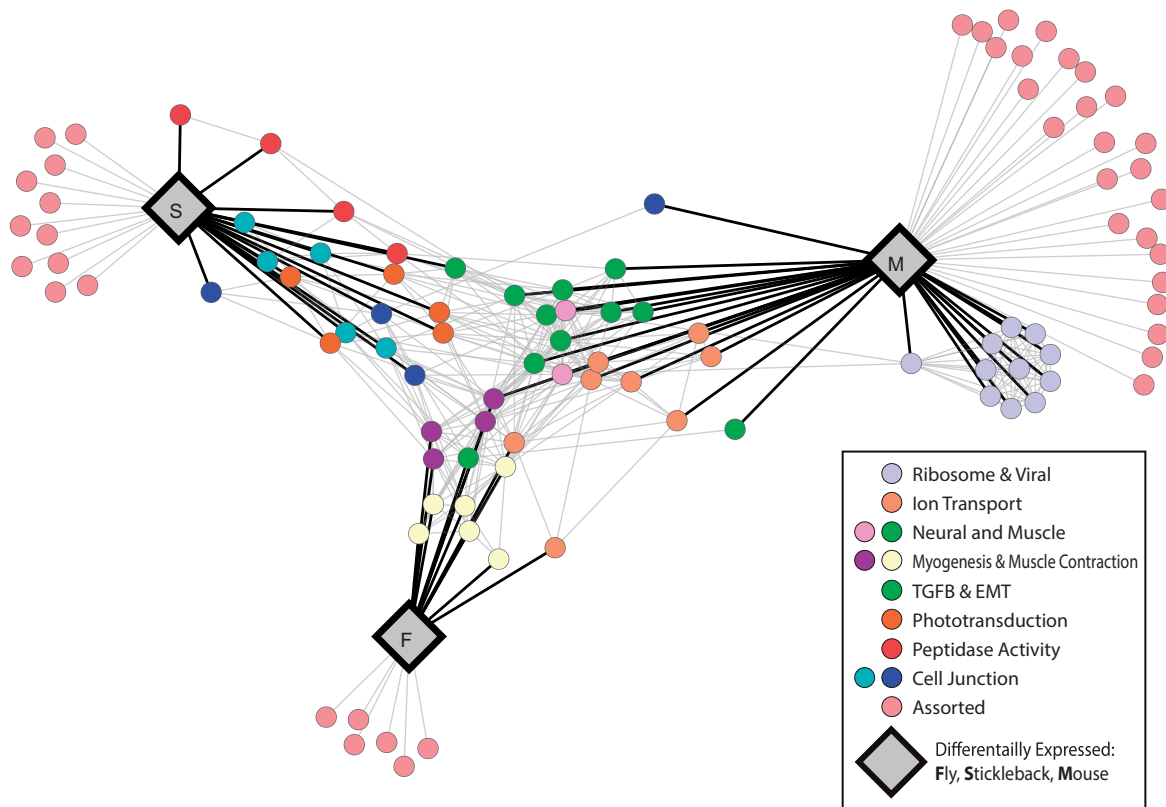 S
M
F
Ribosome & Viral
Ion Transport
Neural and Muscle
Myogenesis & Muscle Contraction
TGFB & EMT
Phototransduction
Peptidase Activity
Cell Junction
Assorted
Differentailly Expressed:
Fly, Stickleback, Mouse